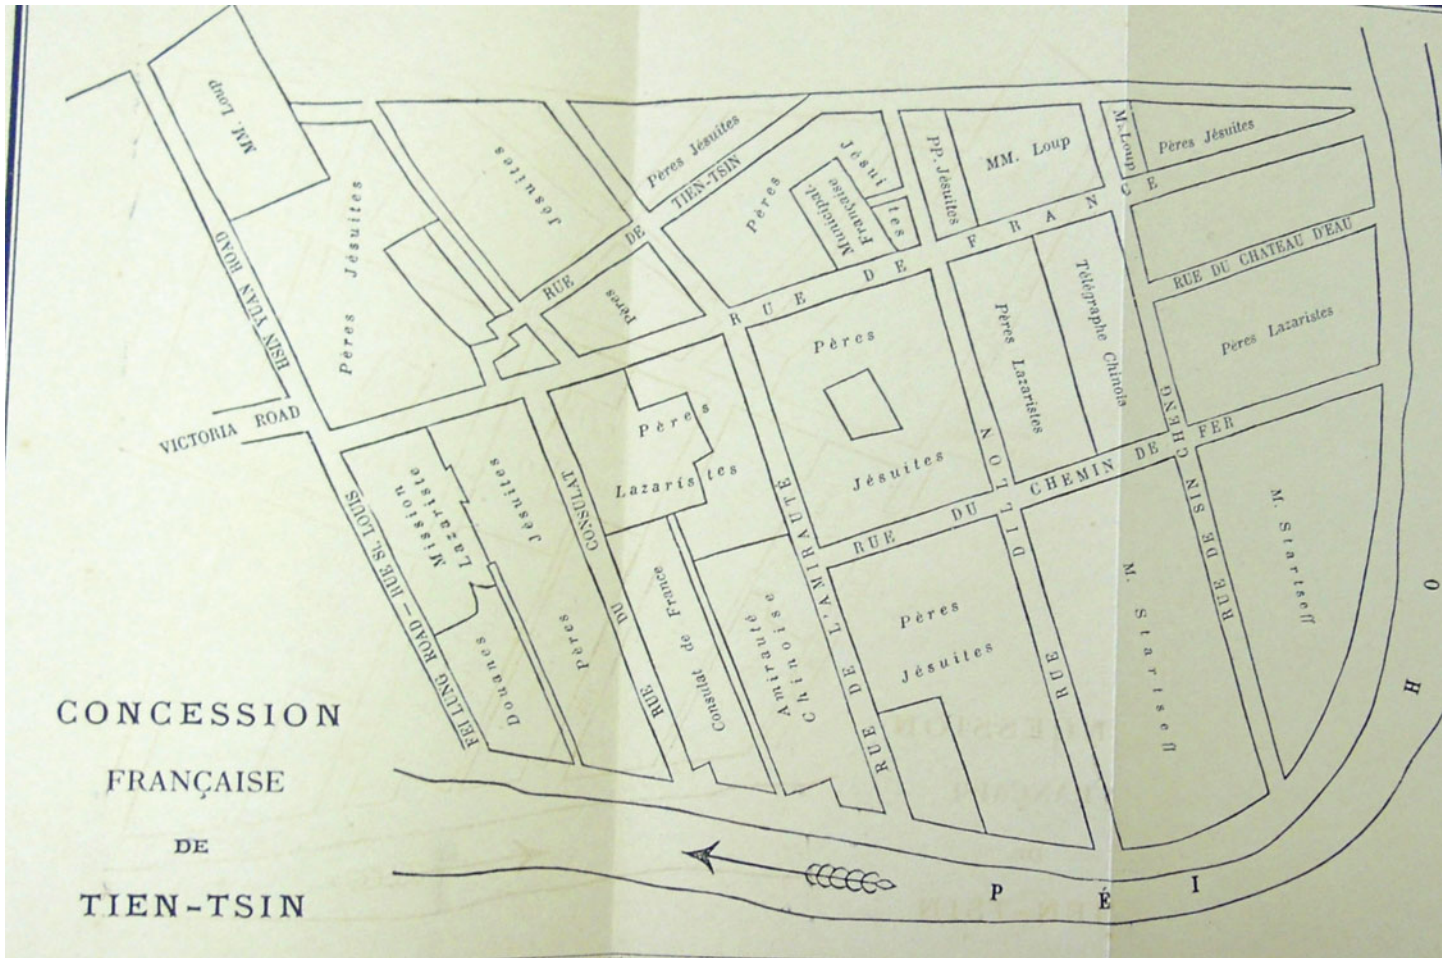 MM. Loup
Pères Jésuites
Jésuites
Pères Jésuites
RUE DE TIEN-TSIN
Pères
Jésui
tes
Municipal.
Française
PP. Jésuites
MM. Loup
M. Loup
Pères Jésuites
HSIN YUAN ROAD
Pères
RUE DE FRANCE
RUE DU CHATEAU D'EAU
Pères
Jésuites
Pères Lazaristes
Télégraphe Chinois
Pères Lazaristes
VICTORIA ROAD
Mission
Lazariste
Jésuites
Pères
Pères
Lazaristes
RUE DU CHEMIN DE FER
FEI LUNG ROAD — RUE St. LOUIS
Douanes
RUE DU CONSULAT
Consulat de France
Amirauté
Chinoise
RUE DE L'AMIRAUTÉ
RUE
Pères
Jésuites
RUE DILLON
M. Startseff
RUE DE SIN CHENG
M. Startseff
PÉI HO
CONCESSION
FRANÇAISE
DE
TIEN-TSIN